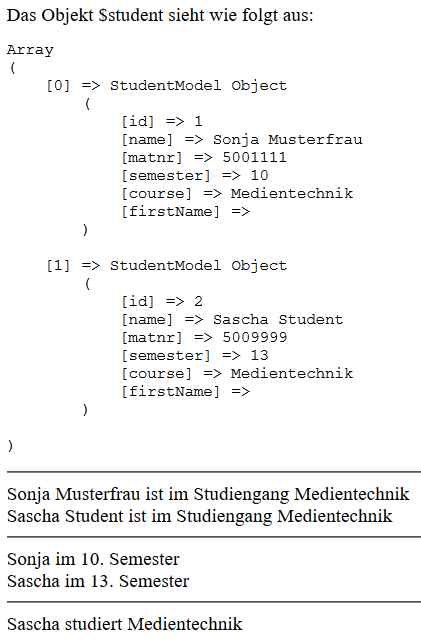 Das Objekt $student sieht wie folgt aus:
Array
(
    [0] => StudentModel Object
        (
            [id] => 1
            [name] => Sonja Musterfrau
            [matnr] => 5001111
            [semester] => 10
            [course] => Medientechnik
            [firstName] =>
        )
    [1] => StudentModel Object
        (
            [id] => 2
            [name] => Sascha Student
            [matnr] => 5009999
            [semester] => 13
            [course] => Medientechnik
            [firstName] =>
        )
)
Sonja Musterfrau ist im Studiengang Medientechnik
Sascha Student ist im Studiengang Medientechnik
Sonja im 10. Semester
Sascha im 13. Semester
Sascha studiert Medientechnik